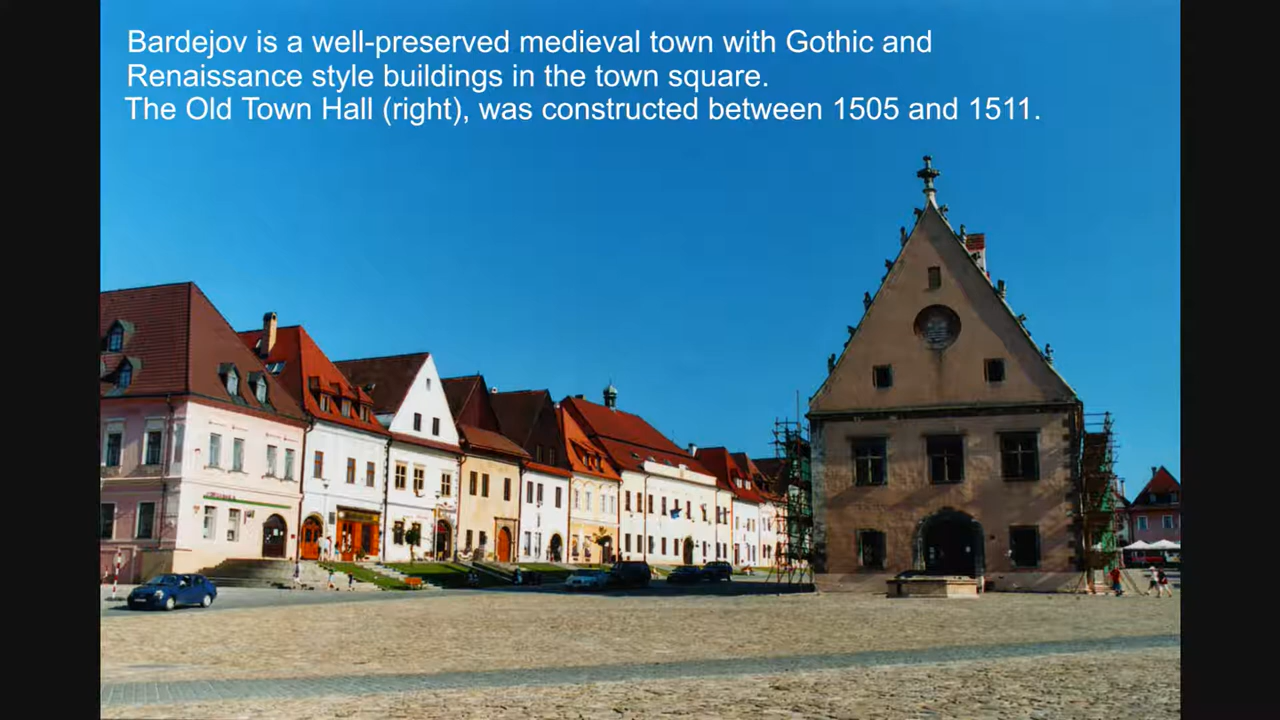 Bardejov is a well-preserved medieval town with Gothic and
Renaissance style buildings in the town square.
The Old Town Hall (right), was constructed between 1505 and 1511.